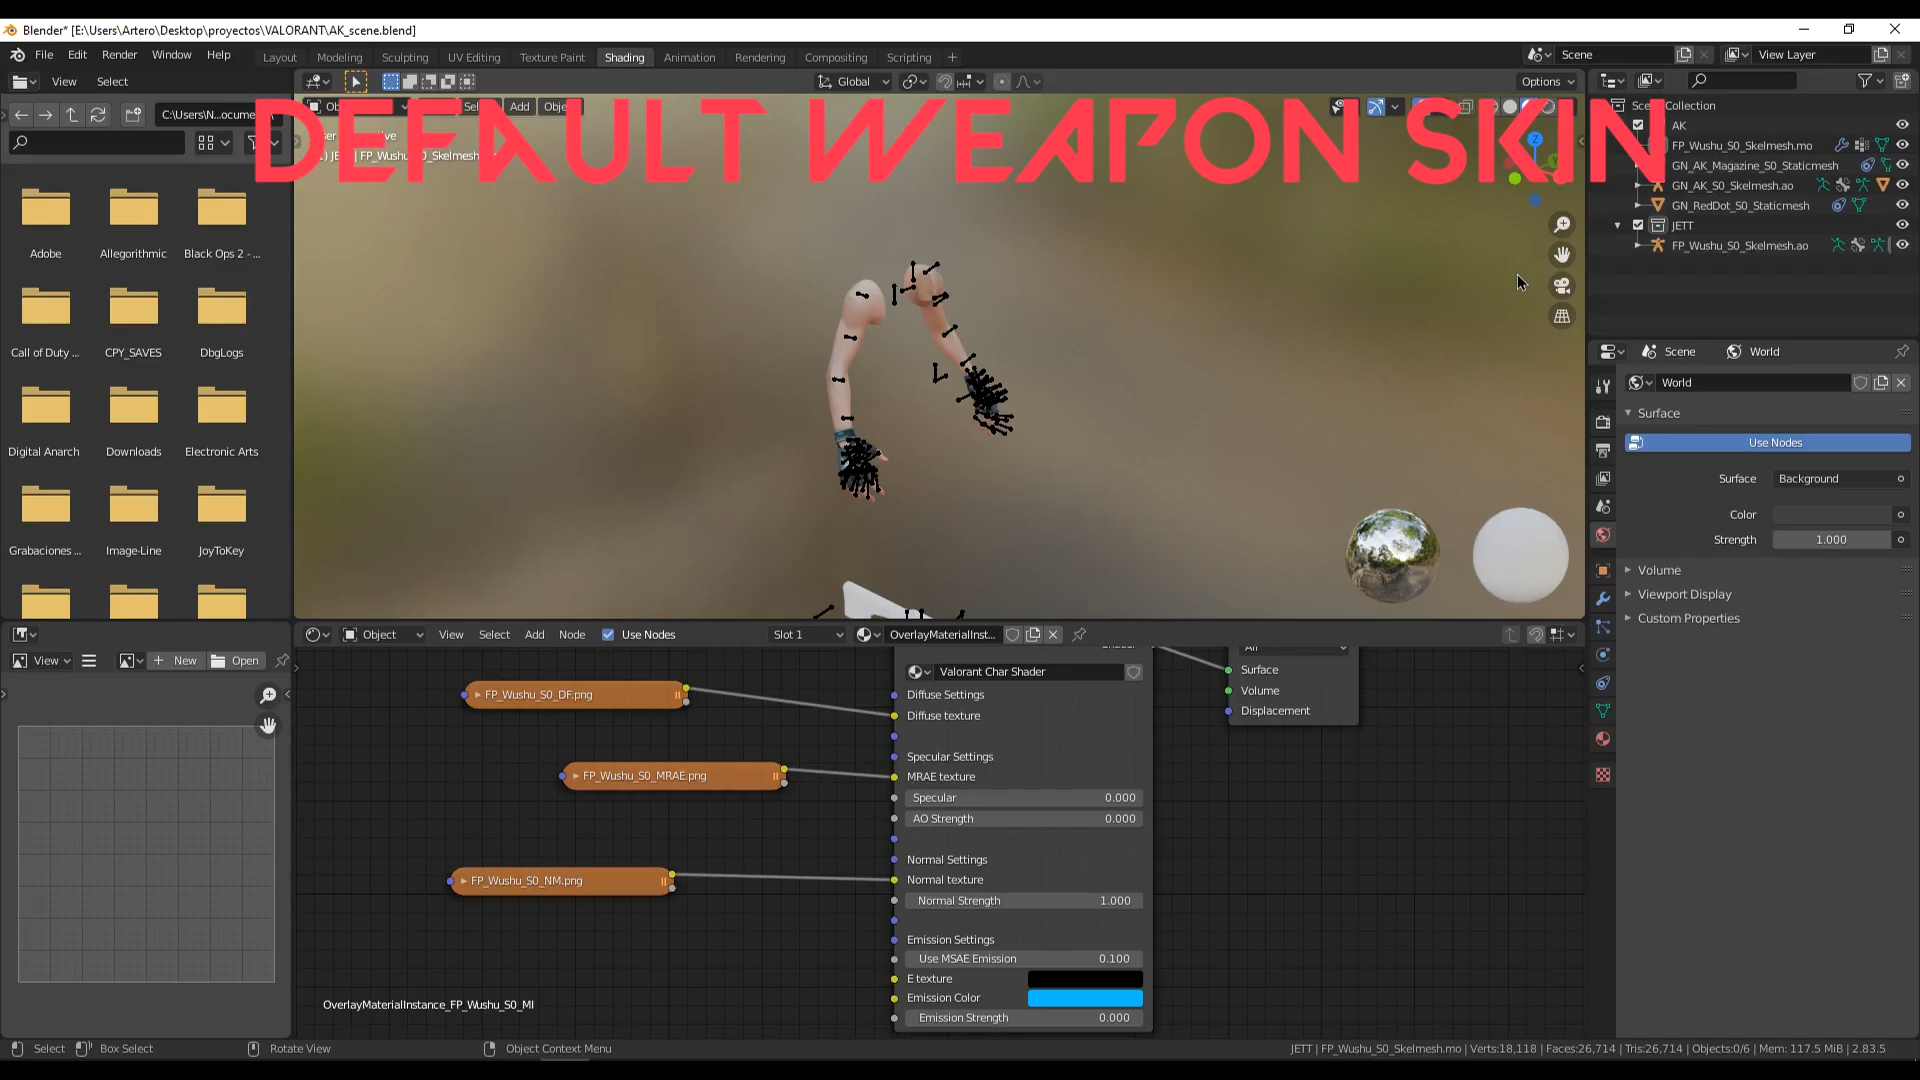 Blender* [E:\Users\Artero\Desktop\proyectos\VALORANT\AK_scene.blend]
File Edit Render Window Help Layout Modeling Sculpting UV Editing Texture Paint Shading Animation Rendering Compositing Scripting + Scene View Layer
View Select Global Options
C:\Users\N...ocume... Add
DEFAULT WEAPON SKIN
JETT | FP_Wushu_S0_Skelmesh
Adobe Allegorithmic Black Ops 2 - ...
Call of Duty ... CPY_SAVES DbgLogs
Digital Anarch Downloads Electronic Arts
Grabaciones ... Image-Line JoyToKey
Collection
AK
FP_Wushu_S0_Skelmesh.mo
GN_AK_Magazine_S0_Staticmesh
GN_AK_S0_Skelmesh.ao
GN_RedDot_S0_Staticmesh
JETT
FP_Wushu_S0_Skelmesh.ao
Scene World
World
Surface
Use Nodes
Surface Background
Color
Strength 1.000
Volume
Viewport Display
Custom Properties
Object View Select Add Node Use Nodes Slot 1 OverlayMaterialInst...
View New Open
FP_Wushu_S0_DF.png
FP_Wushu_S0_MRAE.png
FP_Wushu_S0_NM.png
Valorant Char Shader
Diffuse Settings
Diffuse texture
Specular Settings
MRAE texture
Specular 0.000
AO Strength 0.000
Normal Settings
Normal texture
Normal Strength 1.000
Emission Settings
Use MSAE Emission 0.100
E texture
Emission Color
Emission Strength 0.000
Surface
Volume
Displacement
OverlayMaterialInstance_FP_Wushu_S0_MI
Select Box Select Rotate View Object Context Menu JETT | FP_Wushu_S0_Skelmesh.mo | Verts:18,118 | Faces:26,714 | Tris:26,714 | Objects:0/6 | Mem: 117.5 MiB | 2.83.5